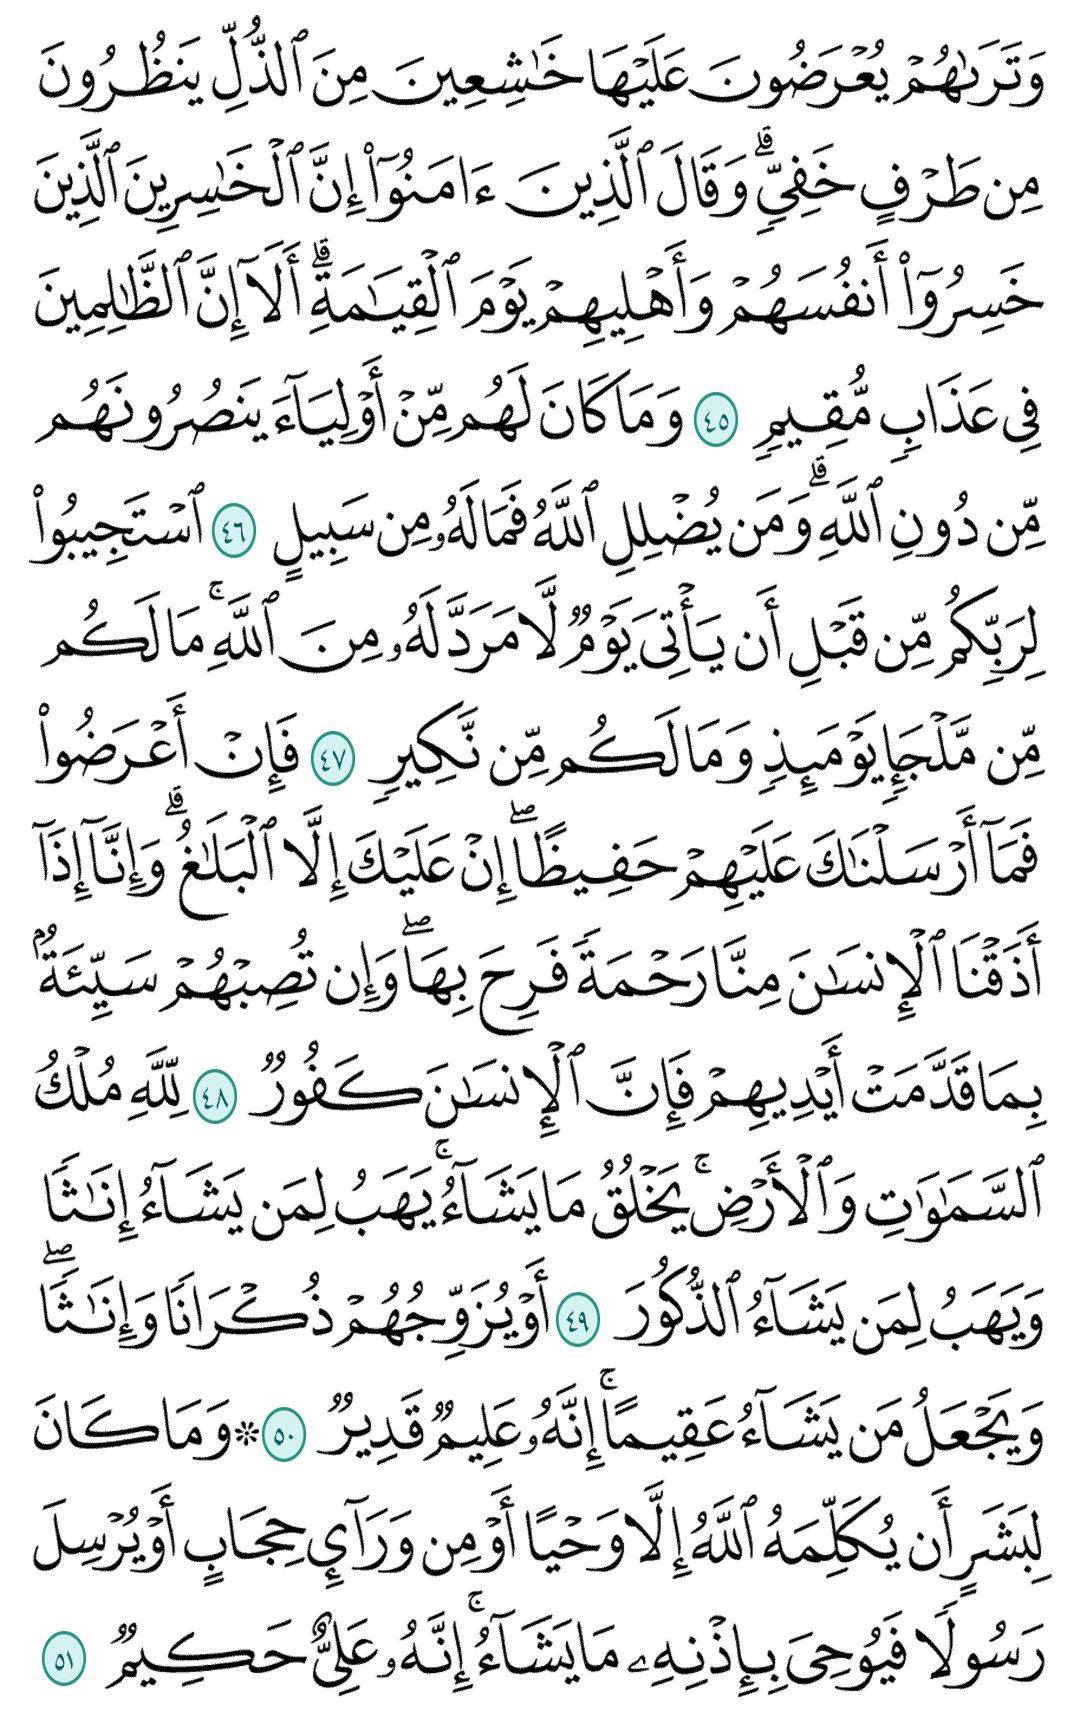 وَتَرَىٰهُمْ يُعْرَضُونَ عَلَيْهَا خَٰشِعِينَ مِنَ ٱلذُّلِّ يَنظُرُونَ
مِن طَرْفٍ خَفِىٍّۗ وَقَالَ ٱلَّذِينَ ءَامَنُوٓاْ إِنَّ ٱلْخَٰسِرِينَ ٱلَّذِينَ
خَسِرُوٓاْ أَنفُسَهُمْ وَأَهْلِيهِمْ يَوْمَ ٱلْقِيَٰمَةِۗ أَلَآ إِنَّ ٱلظَّٰلِمِينَ
فِى عَذَابٍ مُّقِيمٍ ٤٥ وَمَا كَانَ لَهُم مِّنْ أَوْلِيَآءَ يَنصُرُونَهُم
مِّن دُونِ ٱللَّهِۗ وَمَن يُضْلِلِ ٱللَّهُ فَمَا لَهُۥ مِن سَبِيلٍ ٤٦ ٱسْتَجِيبُواْ
لِرَبِّكُم مِّن قَبْلِ أَن يَأْتِىَ يَوْمٌ لَّا مَرَدَّ لَهُۥ مِنَ ٱللَّهِۚ مَا لَكُم
مِّن مَّلْجَإٍ يَوْمَئِذٍ وَمَا لَكُم مِّن نَّكِيرٍ ٤٧ فَإِنْ أَعْرَضُواْ
فَمَآ أَرْسَلْنَٰكَ عَلَيْهِمْ حَفِيظًاۖ إِنْ عَلَيْكَ إِلَّا ٱلْبَلَٰغُۗ وَإِنَّآ إِذَآ
أَذَقْنَا ٱلْإِنسَٰنَ مِنَّا رَحْمَةً فَرِحَ بِهَاۖ وَإِن تُصِبْهُمْ سَيِّئَةٌۢ
بِمَا قَدَّمَتْ أَيْدِيهِمْ فَإِنَّ ٱلْإِنسَٰنَ كَفُورٌ ٤٨ لِّلَّهِ مُلْكُ
ٱلسَّمَٰوَٰتِ وَٱلْأَرْضِۚ يَخْلُقُ مَا يَشَآءُۚ يَهَبُ لِمَن يَشَآءُ إِنَٰثًا
وَيَهَبُ لِمَن يَشَآءُ ٱلذُّكُورَ ٤٩ أَوْ يُزَوِّجُهُمْ ذُكْرَانًا وَإِنَٰثًاۖ
وَيَجْعَلُ مَن يَشَآءُ عَقِيمًاۚ إِنَّهُۥ عَلِيمٌ قَدِيرٌ ٥٠ ۞ وَمَا كَانَ
لِبَشَرٍ أَن يُكَلِّمَهُ ٱللَّهُ إِلَّا وَحْيًا أَوْ مِن وَرَآئِ حِجَابٍ أَوْ يُرْسِلَ
رَسُولًا فَيُوحِىَ بِإِذْنِهِۦ مَا يَشَآءُۚ إِنَّهُۥ عَلِىٌّ حَكِيمٌ ٥١